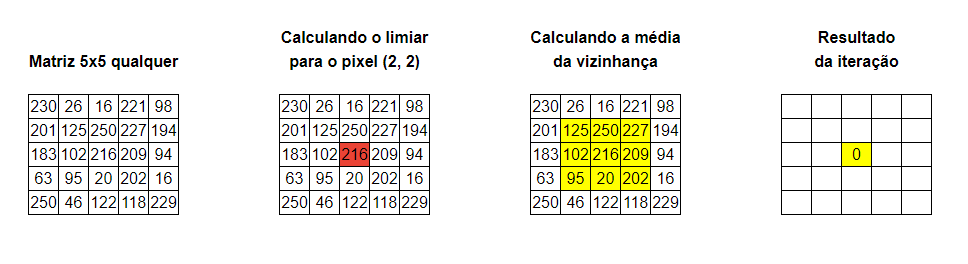 Matriz 5x5 qualquer
230 26 16 221 98
201 125 250 227 194
183 102 216 209 94
63 95 20 202 16
250 46 122 118 229
Calculando o limiar
para o pixel (2, 2)
230 26 16 221 98
201 125 250 227 194
183 102 216 209 94
63 95 20 202 16
250 46 122 118 229
Calculando a média
da vizinhança
230 26 16 221 98
201 125 250 227 194
183 102 216 209 94
63 95 20 202 16
250 46 122 118 229
Resultado
da iteração
0